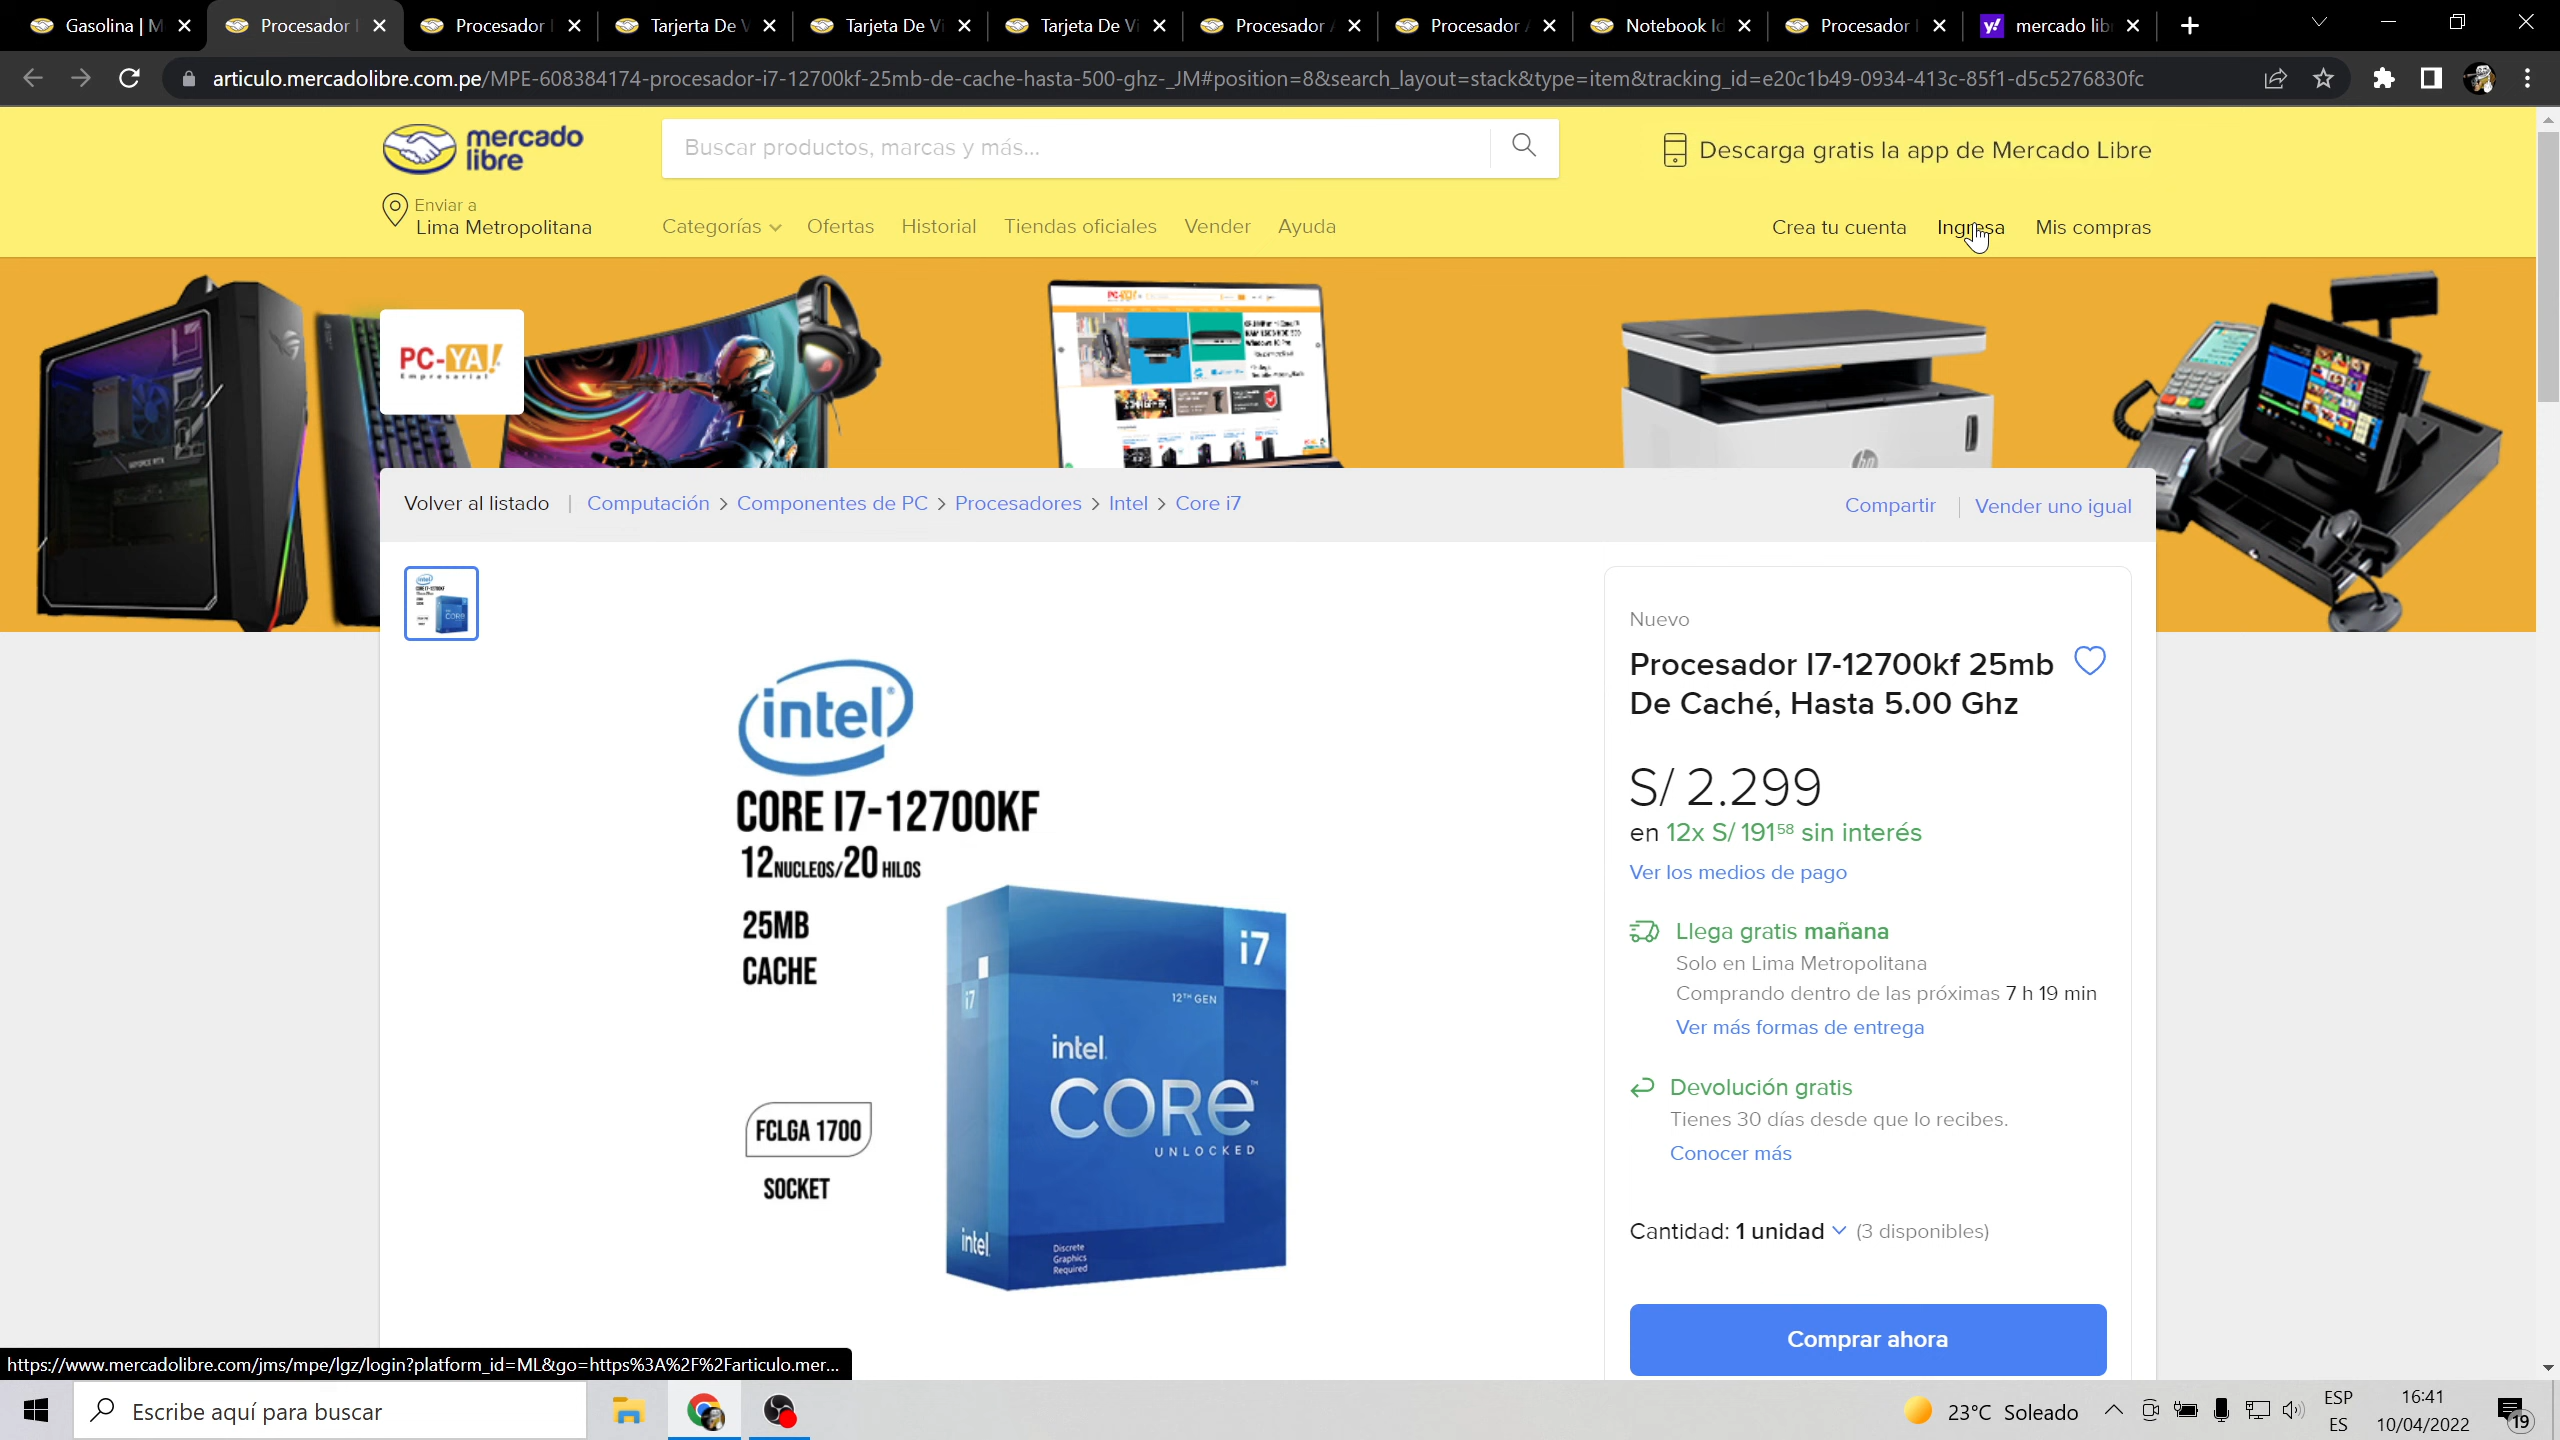 Gasolina | M
Procesador I
Procesador I
Tarjerta De V
Tarjeta De Vi
Tarjeta De Vi
Procesador A
Procesador A
Notebook Id
Procesador I
mercado lib
articulo.mercadolibre.com.pe/MPE-608384174-procesador-i7-12700kf-25mb-de-cache-hasta-500-ghz-_JM#position=8&search_layout=stack&type=item&tracking_id=e20c1b49-0934-413c-85f1-d5c5276830fc
mercado
libre
Buscar productos, marcas y más...
Descarga gratis la app de Mercado Libre
Enviar a
Lima Metropolitana
Categorías
Ofertas
Historial
Tiendas oficiales
Vender
Ayuda
Crea tu cuenta
Ingresa
Mis compras
PC-YA!
Empresarial
Volver al listado
Computación > Componentes de PC > Procesadores > Intel > Core i7
Compartir
Vender uno igual
intel
CORE I7-12700KF
12NUCLEOS/20 HILOS
25MB
CACHE
FCLGA 1700
SOCKET
i7
i7
12TH GEN
intel.
CORE™
UNLOCKED
intel.
Discrete
Graphics
Required
Nuevo
Procesador I7-12700kf 25mb
De Caché, Hasta 5.00 Ghz
S/ 2.299
en 12x S/ 191 58 sin interés
Ver los medios de pago
Llega gratis mañana
Solo en Lima Metropolitana
Comprando dentro de las próximas 7 h 19 min
Ver más formas de entrega
Devolución gratis
Tienes 30 días desde que lo recibes.
Conocer más
Cantidad: 1 unidad (3 disponibles)
Comprar ahora
https://www.mercadolibre.com/jms/mpe/lgz/login?platform_id=ML&go=https%3A%2F%2Farticulo.mer...
Escribe aquí para buscar
23°C Soleado
ESP
ES
16:41
10/04/2022
19